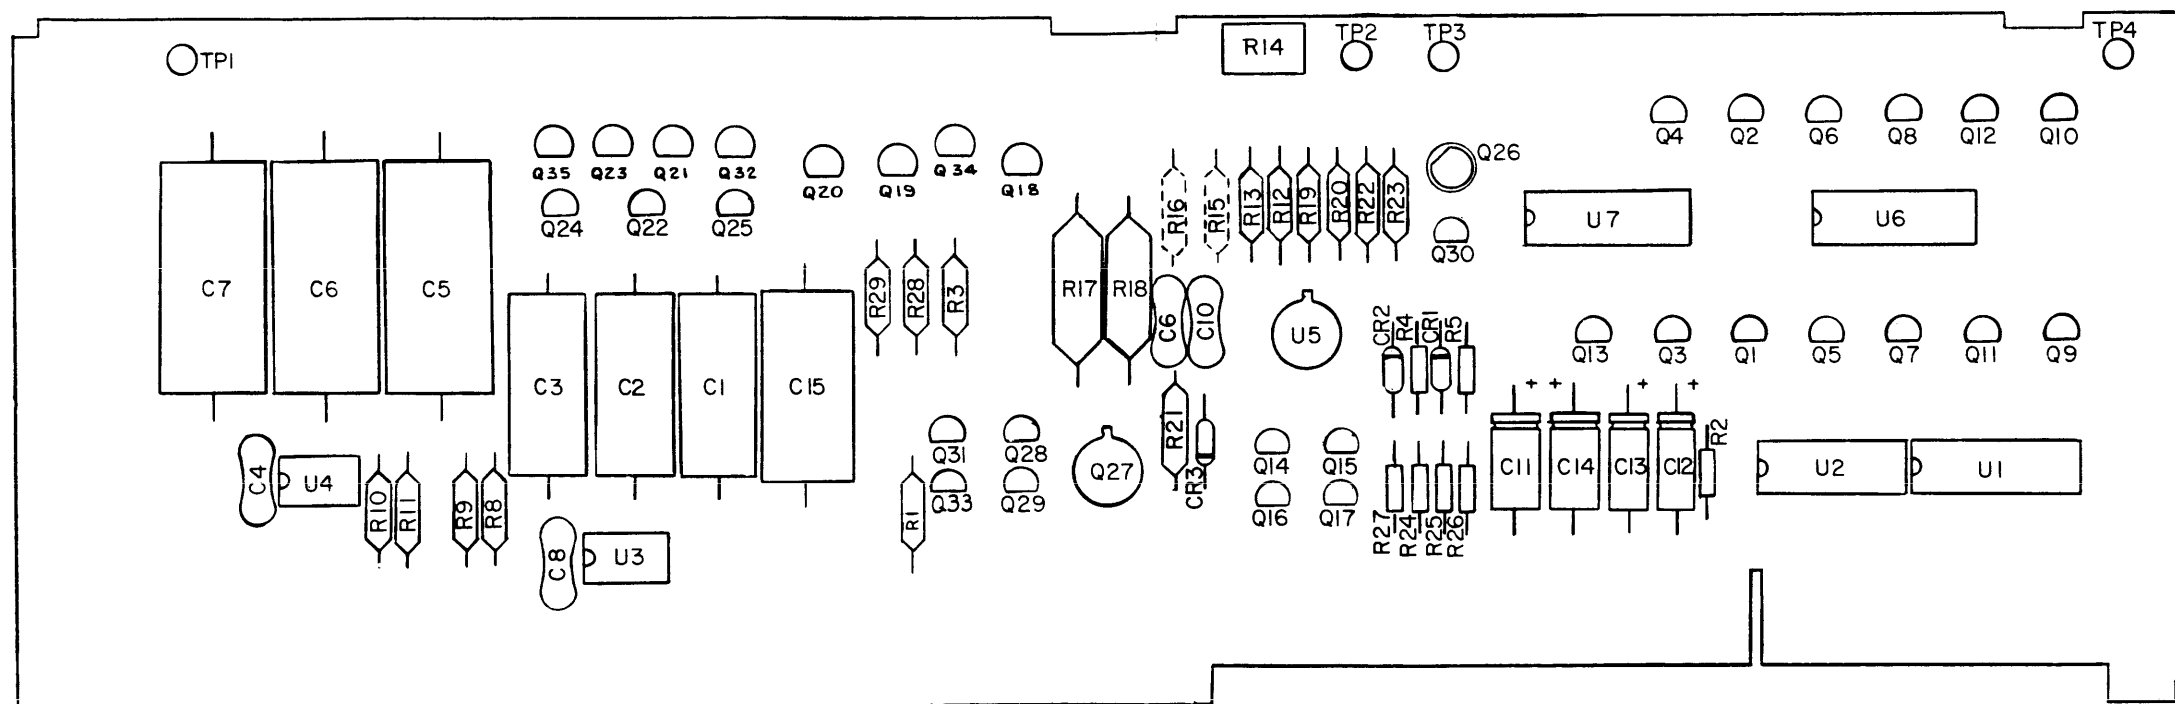 TP1
R14
TP2
TP3
TP4
Q4 Q2 Q6 Q8 Q12 Q10
Q35 Q23 Q21 Q32
Q20 Q19 Q34 Q18
Q26
Q24 Q22 Q25
R16 R15 R13 R12 R19 R20 R22 R23
Q30
U7 U6
C7 C6 C5
R29 R28 R3
R17 R18
C6 C10
U5
CR2 R4 CR1 R5
Q13 Q3 Q1 Q5 Q7 Q11 Q9
C3 C2 C1 C15
+ + + +
R21
CR3
Q31 Q28
Q27
Q14 Q15
C11 C14 C13 C12
R2
U2 U1
C4
U4
R10 R11 R9 R8
R1
Q33 Q29
Q16 Q17
R27 R24 R25 R26
C8
U3